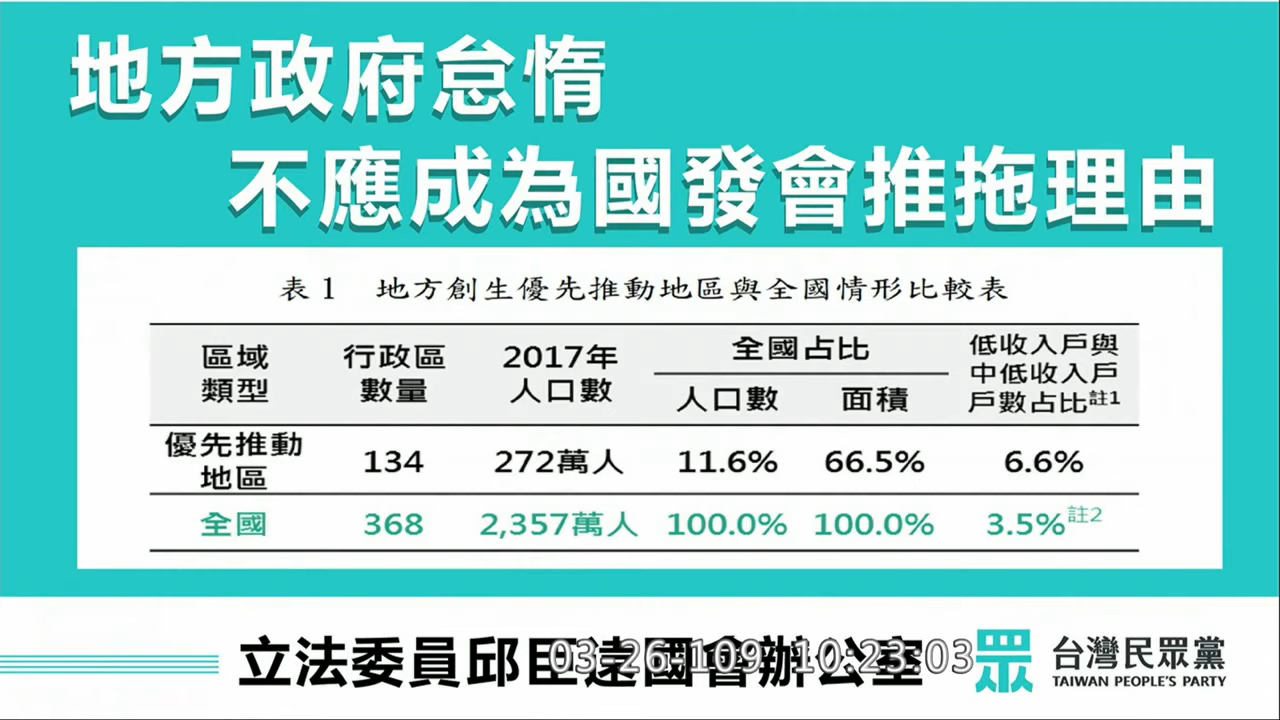 地方政府怠惰
不應成為國發會推拖理由
表1 地方創生優先推動地區與全國情形比較表
區域類型 行政區數量 2017年人口數 全國占比 人口數 面積 低收入戶與中低收入戶戶數占比註1
優先推動地區 134 272萬人 11.6% 66.5% 6.6%
全國 368 2,357萬人 100.0% 100.0% 3.5%註2
立法委員邱臣遠國會辦公室
03-26-109 10:23:03
眾 台灣民眾黨
TAIWAN PEOPLE'S PARTY